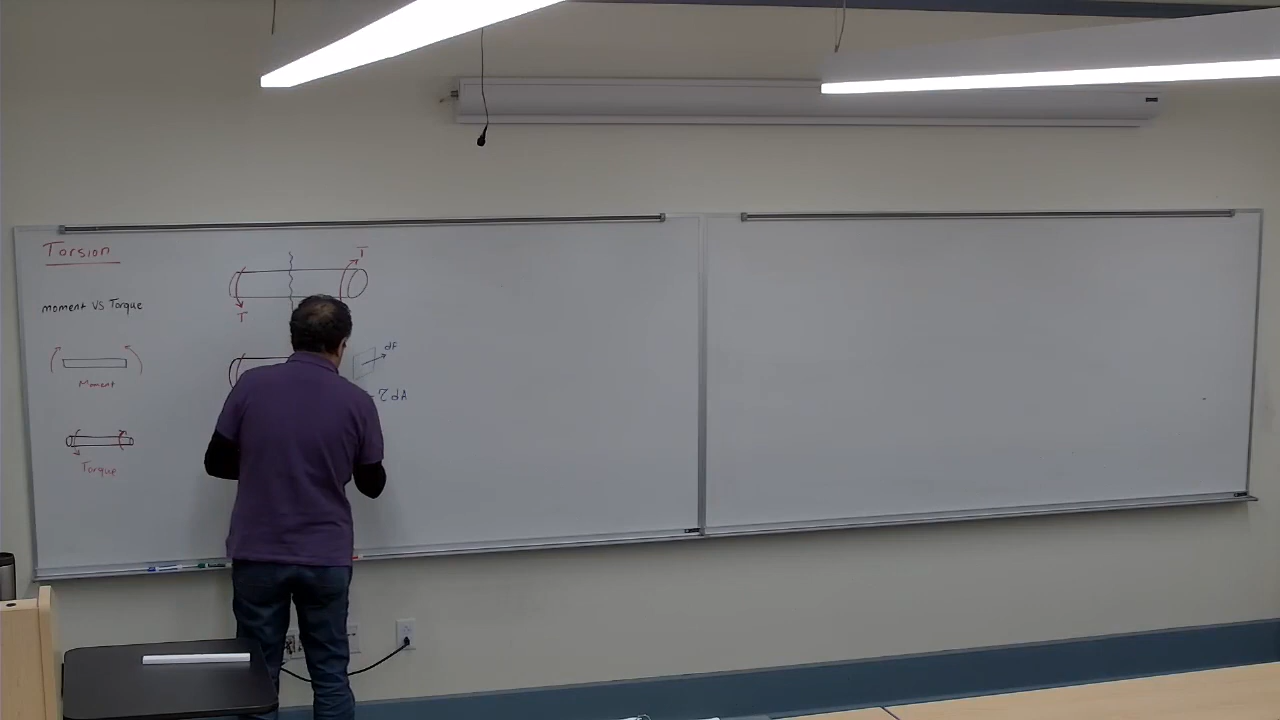 Torsion
moment VS Torque
Moment
Torque
T
T
dF
τ dA